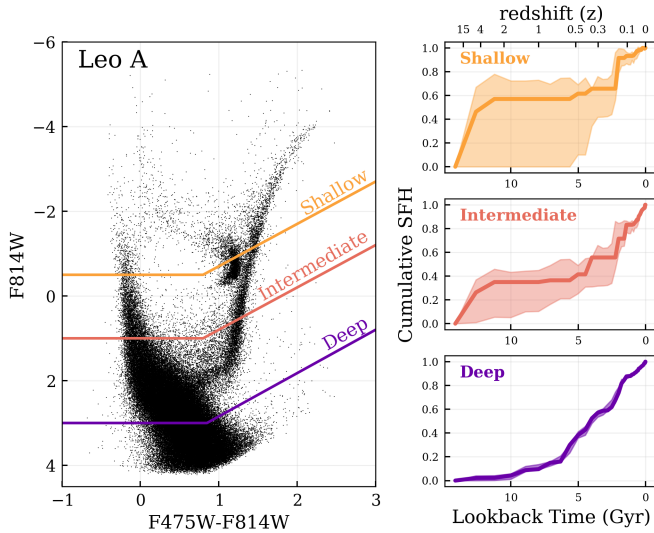 Leo A
−6
−4
−2
0
2
4
F814W
−1
0
1
2
3
F475W-F814W
Shallow
Intermediate
Deep
redshift (z)
15 4 2 1 0.5 0.3 0.1 0
Shallow
1.0
0.8
0.6
0.4
0.2
0.0
10 5 0
Cumulative SFH
Intermediate
1.0
0.8
0.6
0.4
0.2
0.0
10 5 0
Deep
1.0
0.8
0.6
0.4
0.2
0.0
10 5 0
Lookback Time (Gyr)